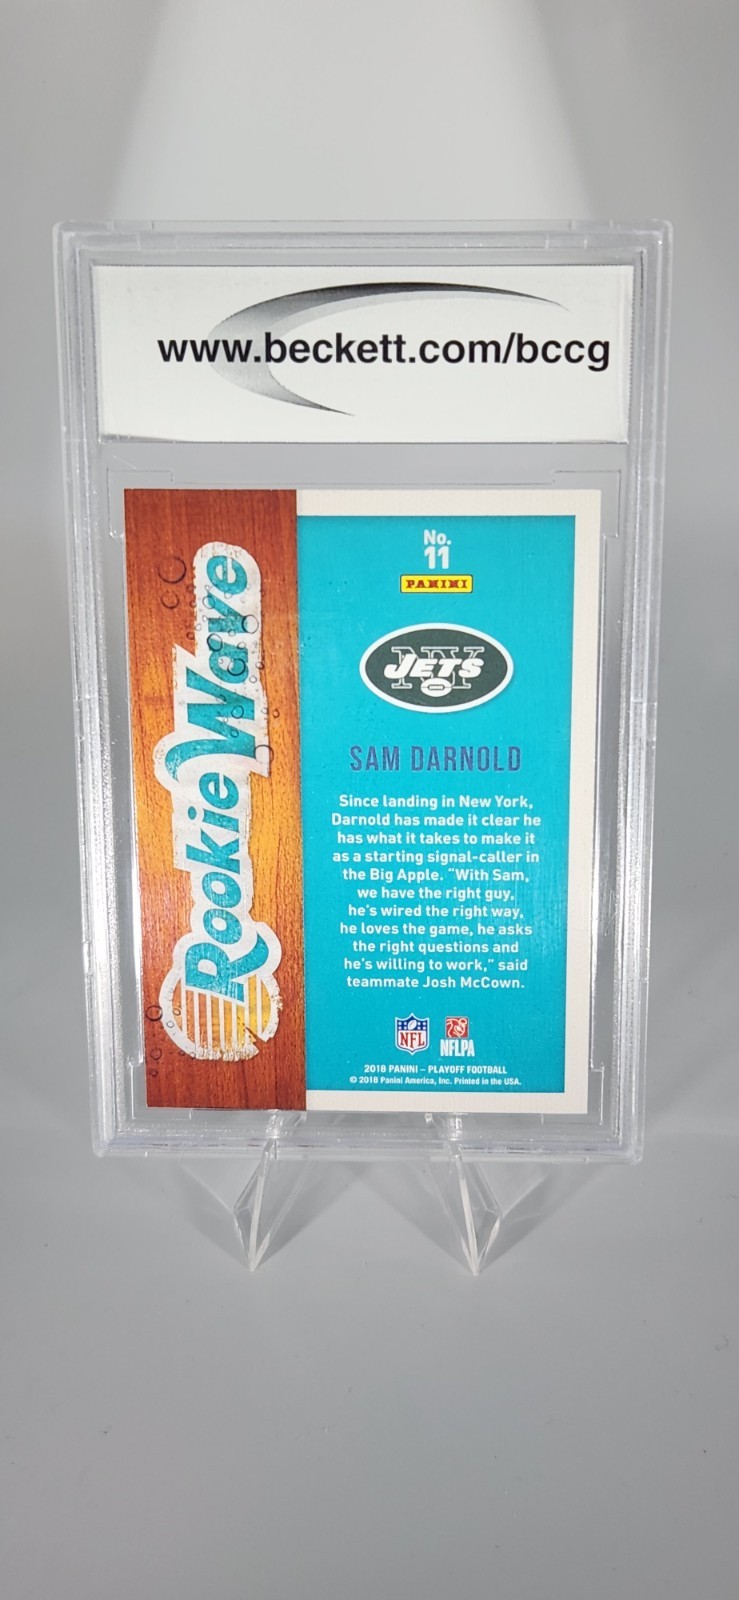 www.beckett.com/bccg
Rookie Wave
No.
11
PANINI
NY
JETS
SAM DARNOLD
Since landing in New York,
Darnold has made it clear he
has what it takes to make it
as a starting signal-caller in
the Big Apple. "With Sam,
we have the right guy,
he's wired the right way,
he loves the game, he asks
the right questions and
he's willing to work," said
teammate Josh McCown.
NFL
NFLPA
2018 PANINI – PLAYOFF FOOTBALL
© 2018 Panini America, Inc. Printed in the USA.